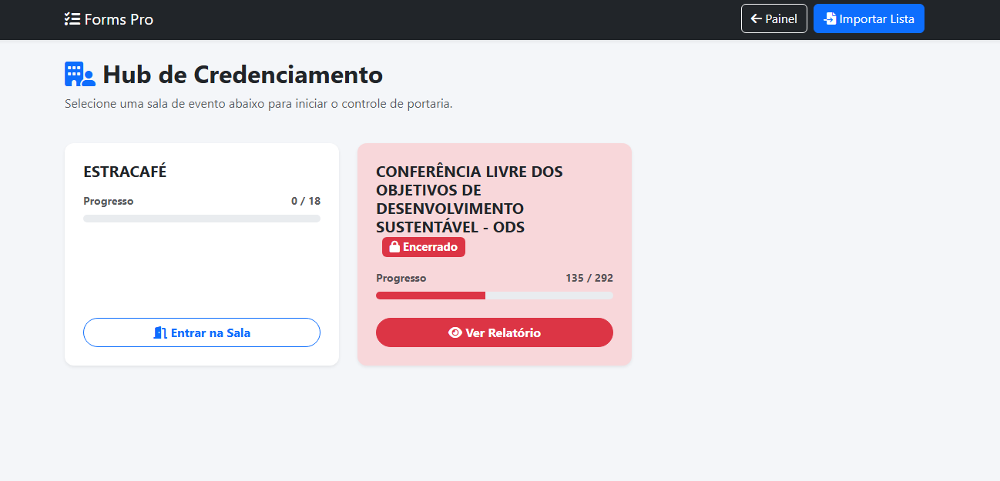 Forms Pro
Painel
Importar Lista
Hub de Credenciamento
Selecione uma sala de evento abaixo para iniciar o controle de portaria.
ESTRACAFÉ
Progresso 0 / 18
Entrar na Sala
CONFERÊNCIA LIVRE DOS
OBJETIVOS DE
DESENVOLVIMENTO
SUSTENTÁVEL - ODS
Encerrado
Progresso 135 / 292
Ver Relatório